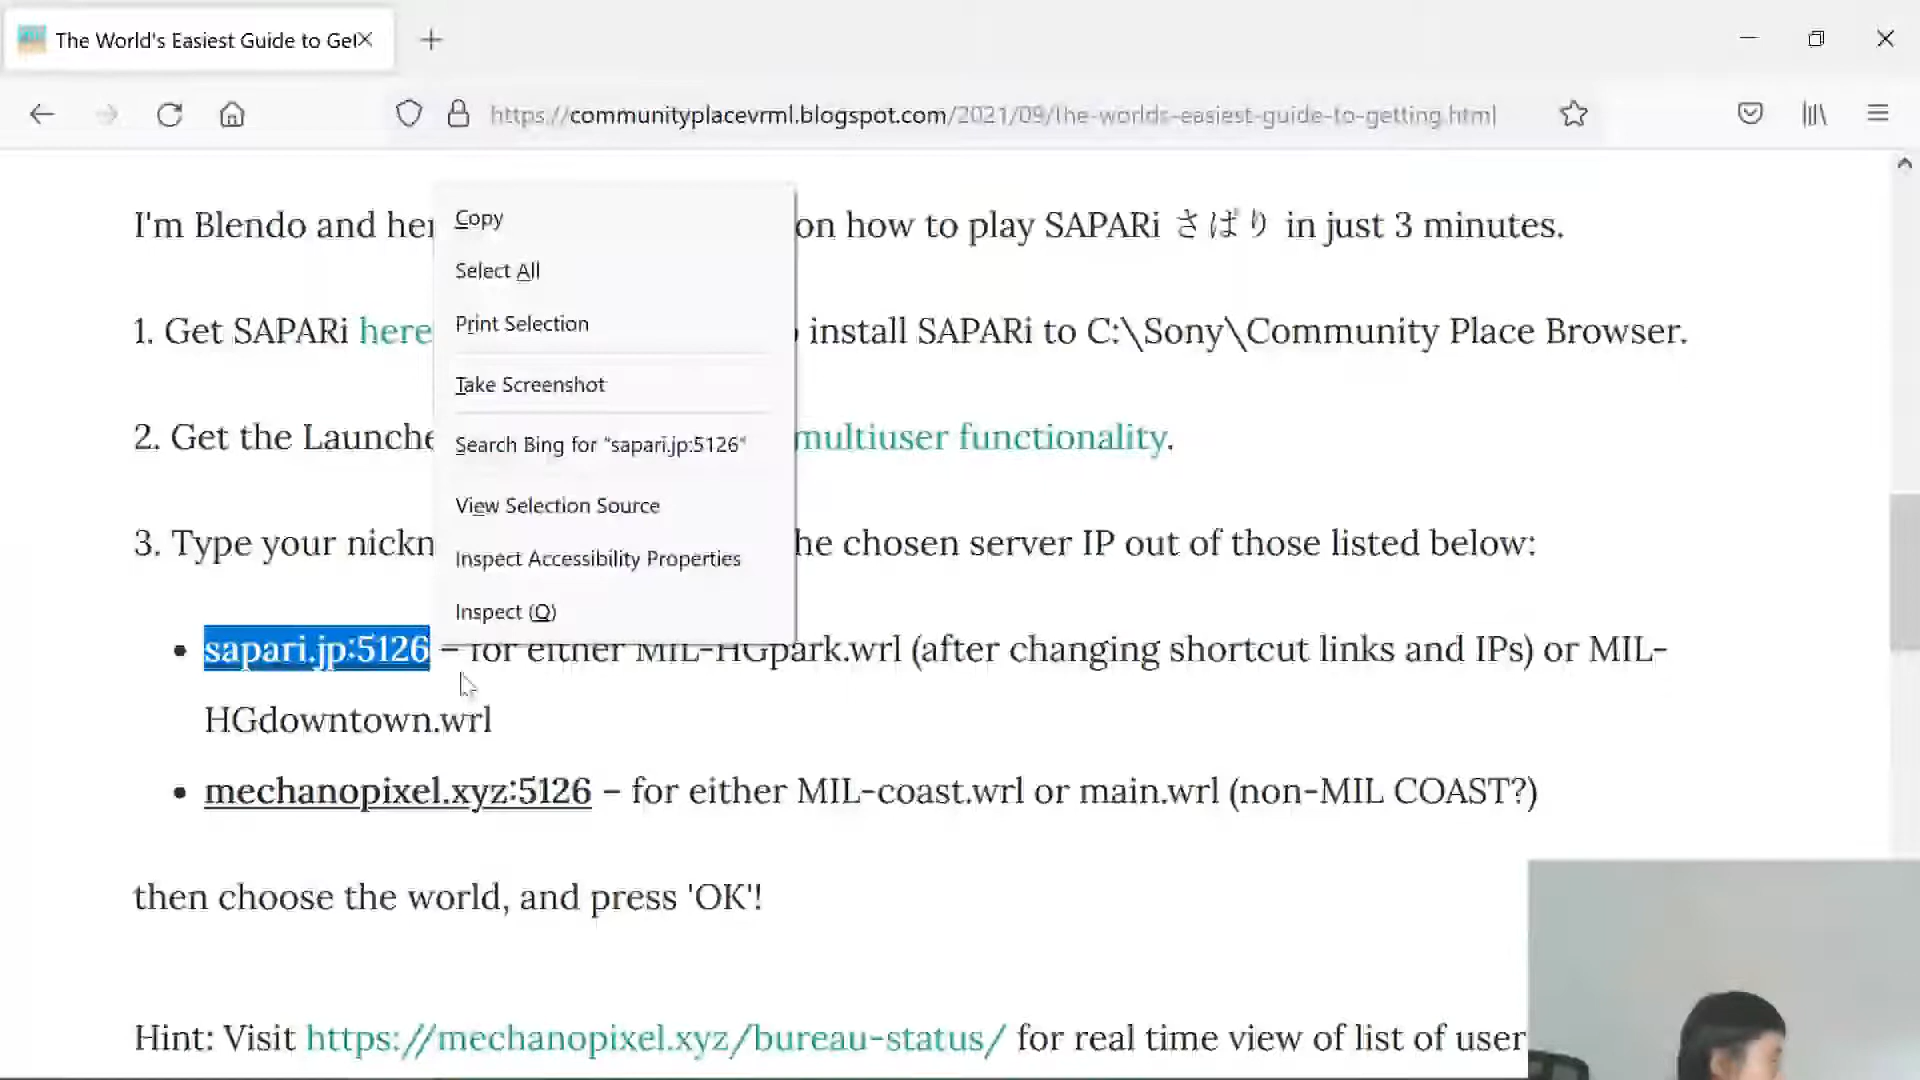 The World's Easiest Guide to Get
https://communityplacevrml.blogspot.com/2021/09/the-worlds-easiest-guide-to-getting.html
I'm Blendo and her
on how to play SAPARi さぱり in just 3 minutes.
1. Get SAPARi here
install SAPARi to C:\Sony\Community Place Browser.
2. Get the Launche
multiuser functionality.
3. Type your nickn
he chosen server IP out of those listed below:
Copy
Select All
Print Selection
Take Screenshot
Search Bing for "sapari.jp:5126"
View Selection Source
Inspect Accessibility Properties
Inspect (Q)
• sapari.jp:5126 – for either MIL-HGpark.wrl (after changing shortcut links and IPs) or MIL-
HGdowntown.wrl
• mechanopixel.xyz:5126 – for either MIL-coast.wrl or main.wrl (non-MIL COAST?)
then choose the world, and press 'OK'!
Hint: Visit https://mechanopixel.xyz/bureau-status/ for real time view of list of user